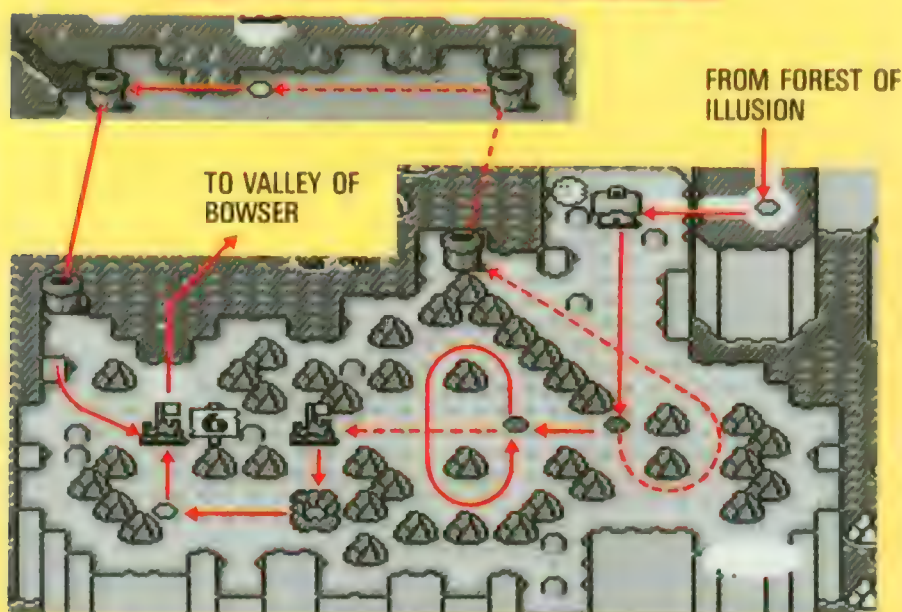 FROM FOREST OF
ILLUSION
TO VALLEY OF
BOWSER
6